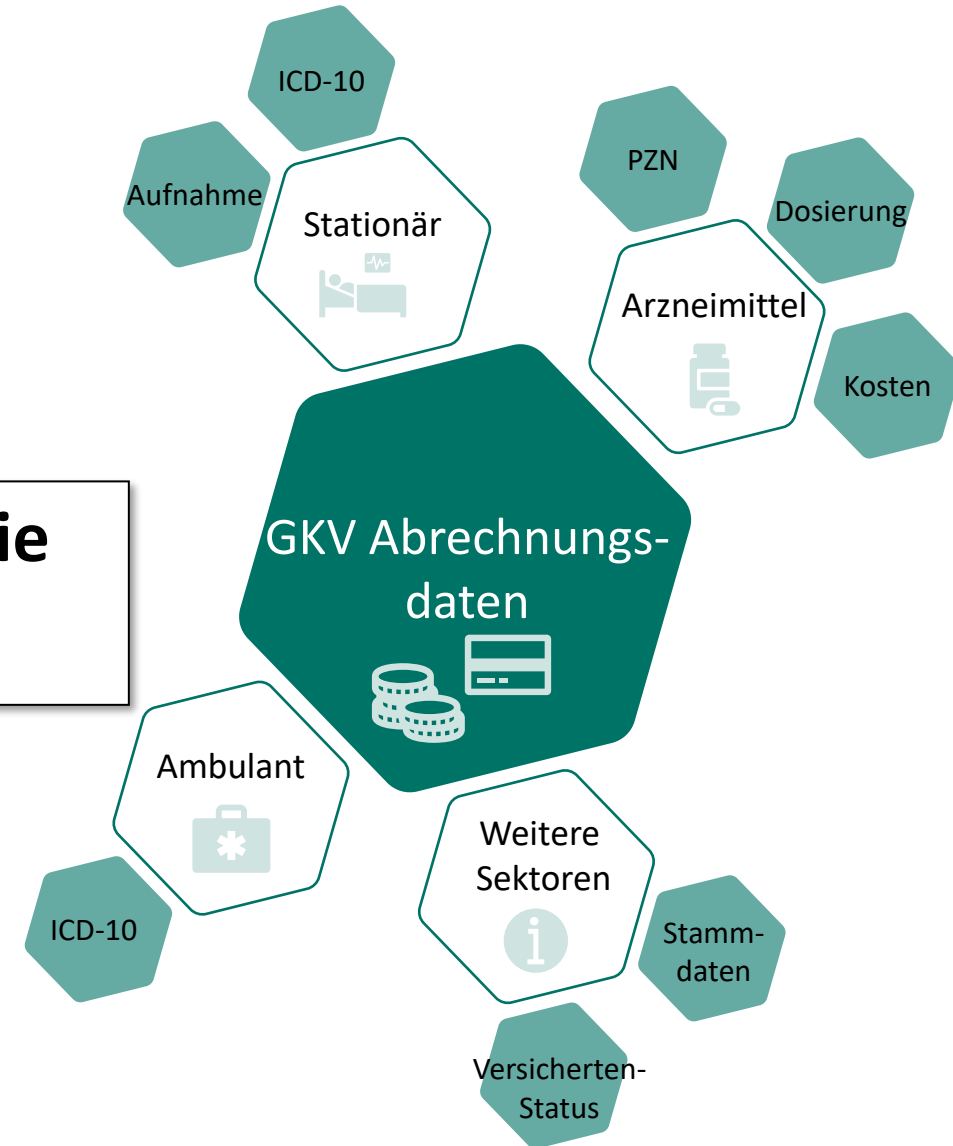 ICD-10
Aufnahme
Stationär
PZN
Dosierung
Arzneimittel
Kosten
ie
GKV Abrechnungs-
daten
Ambulant
ICD-10
Weitere
Sektoren
Stamm-
daten
Versicherten-
Status